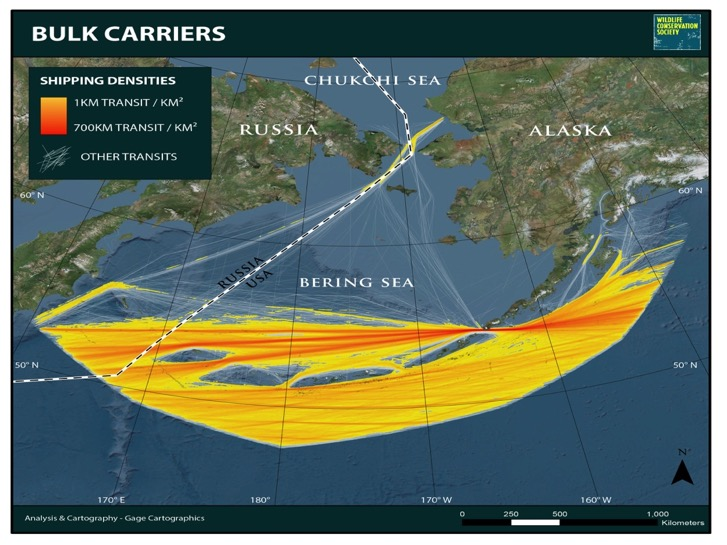 BULK CARRIERS
WILDLIFE
CONSERVATION
SOCIETY
SHIPPING DENSITIES
1KM TRANSIT / KM²
700KM TRANSIT / KM²
OTHER TRANSITS
CHUKCHI SEA
RUSSIA
ALASKA
60° N
60° N
RUSSIA
USA
BERING SEA
50° N
50° N
N
170° E
180°
170° W
160° W
Analysis & Cartography - Gage Cartographics
0 250 500 1,000
Kilometers